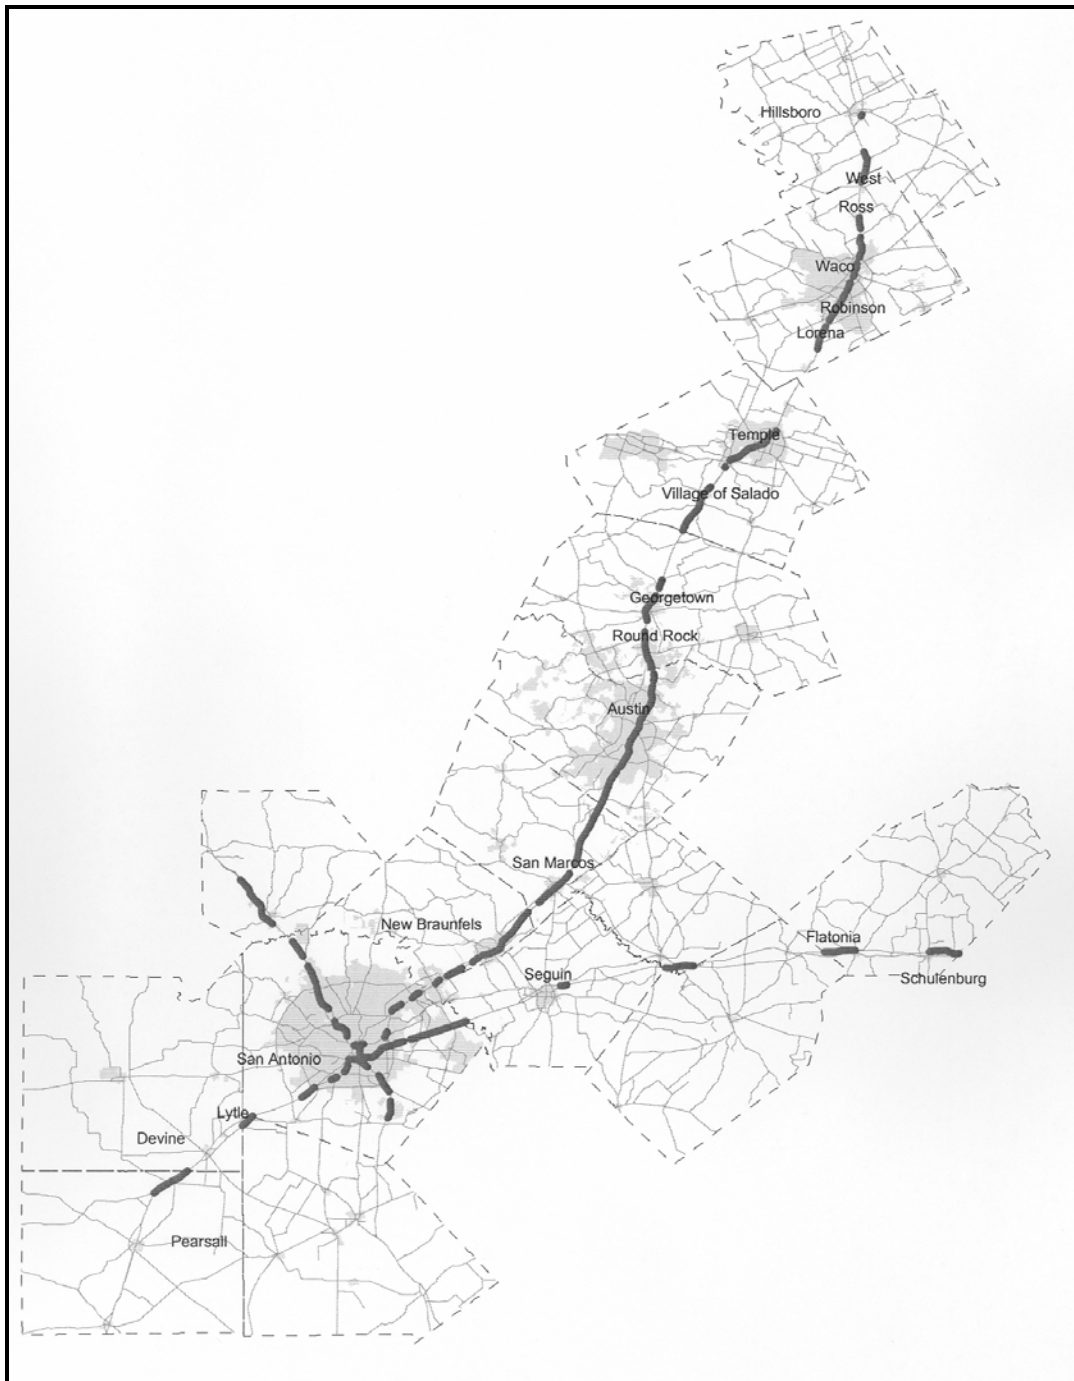 Hillsboro
West
Ross
Waco
Robinson
Lorena
Temple
Village of Salado
Georgetown
Round Rock
Austin
San Marcos
New Braunfels
Flatonia
Seguin
Schulenburg
San Antonio
Lytle
Devine
Pearsall